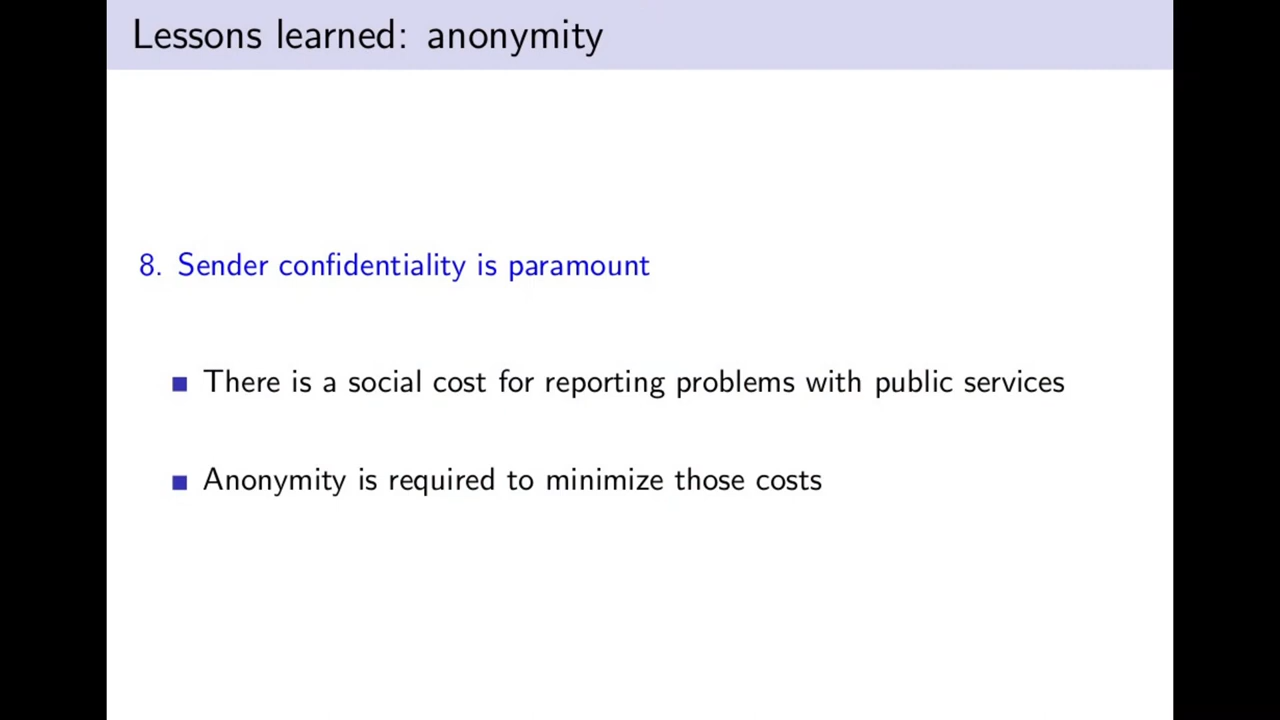 Lessons learned: anonymity
8. Sender confidentiality is paramount
There is a social cost for reporting problems with public services
Anonymity is required to minimize those costs